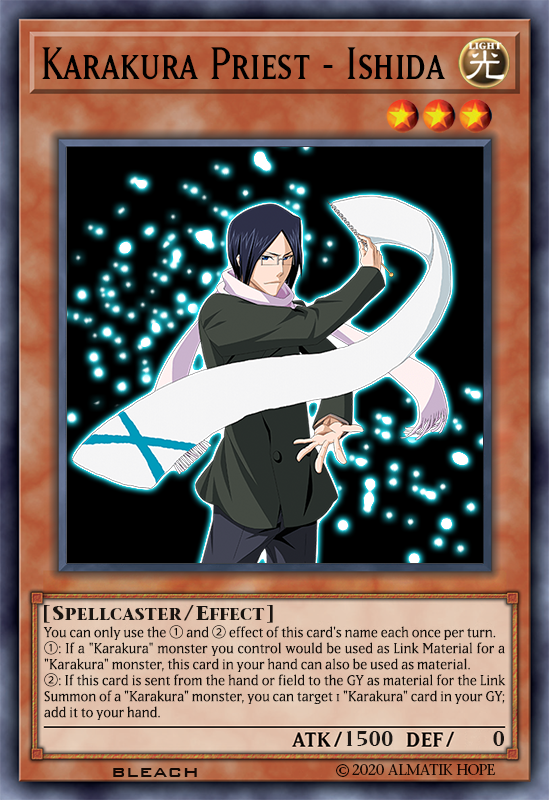 KARAKURA PRIEST - ISHIDA
LIGHT
光
[SPELLCASTER/EFFECT]
You can only use the ① and ② effect of this card's name each once per turn.
①: If a "Karakura" monster you control would be used as Link Material for a
"Karakura" monster, this card in your hand can also be used as material.
②: If this card is sent from the hand or field to the GY as material for the Link
Summon of a "Karakura" monster, you can target 1 "Karakura" card in your GY;
add it to your hand.
ATK/1500 DEF/ 0
BLEACH
©2020 ALMATIK HOPE